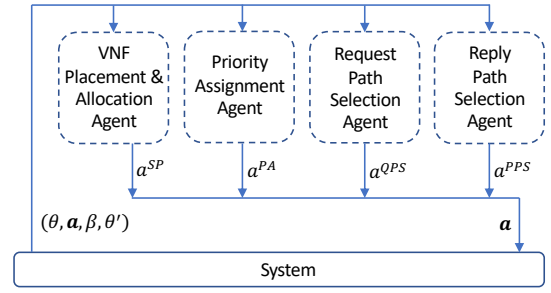 VNF
Placement &
Allocation
Agent
Priority
Assignment
Agent
Request
Path
Selection
Agent
Reply
Path
Selection
Agent
a^{SP}
a^{PA}
a^{QPS}
a^{PPS}
(θ, a, β, θ′)
a
System